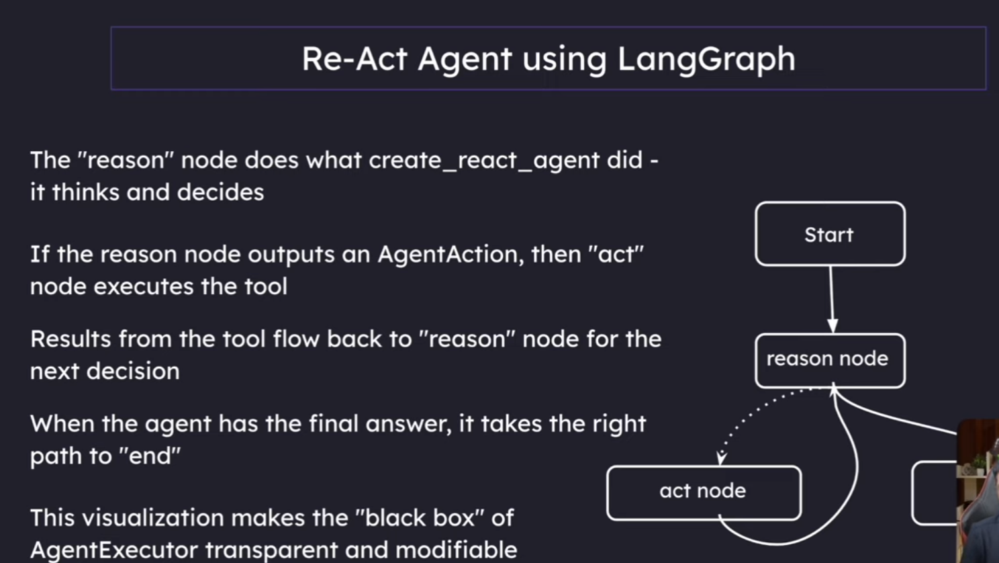 Re-Act Agent using LangGraph
The "reason" node does what create_react_agent did -
it thinks and decides
If the reason node outputs an AgentAction, then "act"
node executes the tool
Results from the tool flow back to "reason" node for the
next decision
When the agent has the final answer, it takes the right
path to "end"
This visualization makes the "black box" of
AgentExecutor transparent and modifiable
Start
reason node
act node